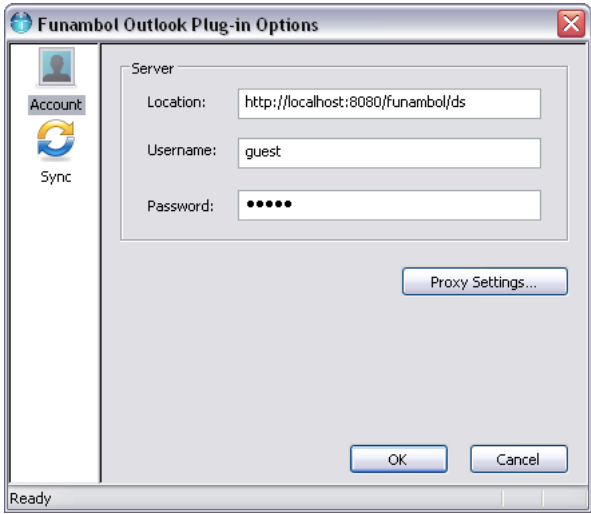 Funambol Outlook Plug-in Options
Account
Sync
Server
Location: http://localhost:8080/funambol/ds
Username: guest
Password: •••••
Proxy Settings...
OK Cancel
Ready